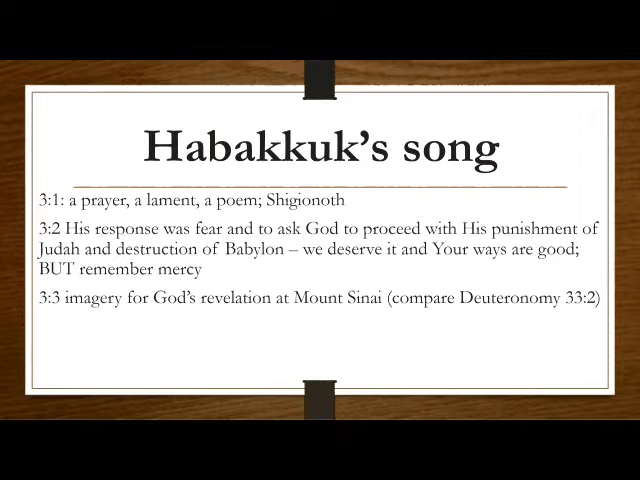 Habakkuk's song
3:1: a prayer, a lament, a poem; Shigionoth
3:2 His response was fear and to ask God to proceed with His punishment of
Judah and destruction of Babylon – we deserve it and Your ways are good;
BUT remember mercy
3:3 imagery for God's revelation at Mount Sinai (compare Deuteronomy 33:2)